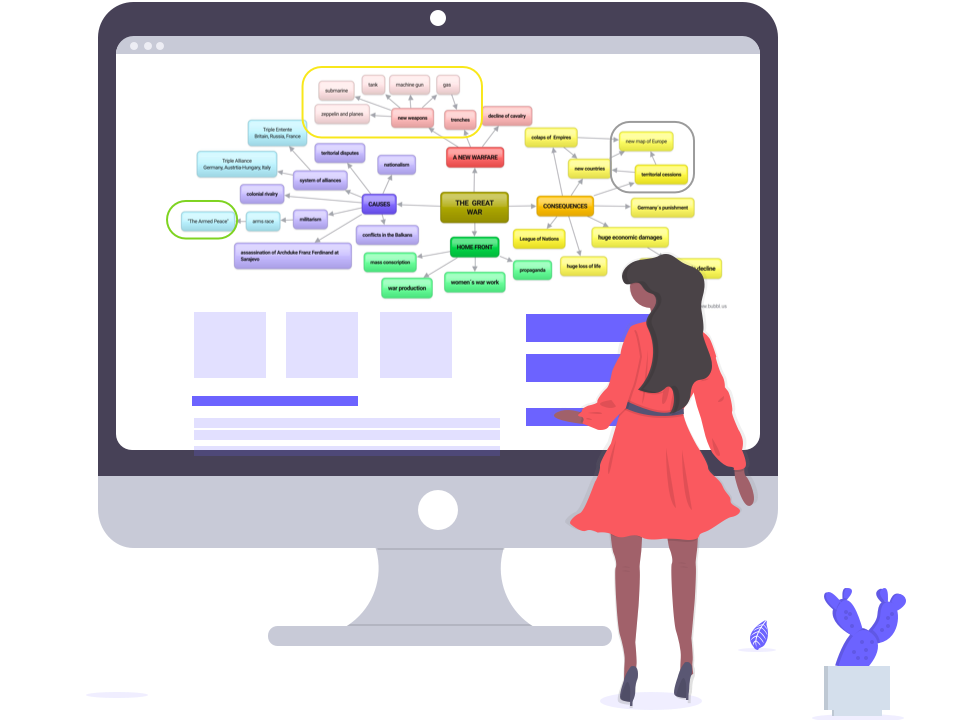 submarine
tank
machine gun
gas
zeppelin and planes
new weapons
trenches
decline of cavalry
A NEW WARFARE
Triple Entente
Britain, Russia, France
Triple Alliance
Germany, Austria-Hungary, Italy
teritorial disputes
nationalism
system of alliances
colonial rivalry
CAUSES
"The Armed Peace"
arms race
militarism
conflicts in the Balkans
assassination of Archduke Franz Ferdinand at
Sarajevo
THE GREAT
WAR
colaps of Empires
new map of Europe
new countries
territorial cessions
CONSEQUENCES
Germany's punishment
League of Nations
huge economic damages
huge loss of life
decline
HOME FRONT
mass conscription
propaganda
war production
women's war work